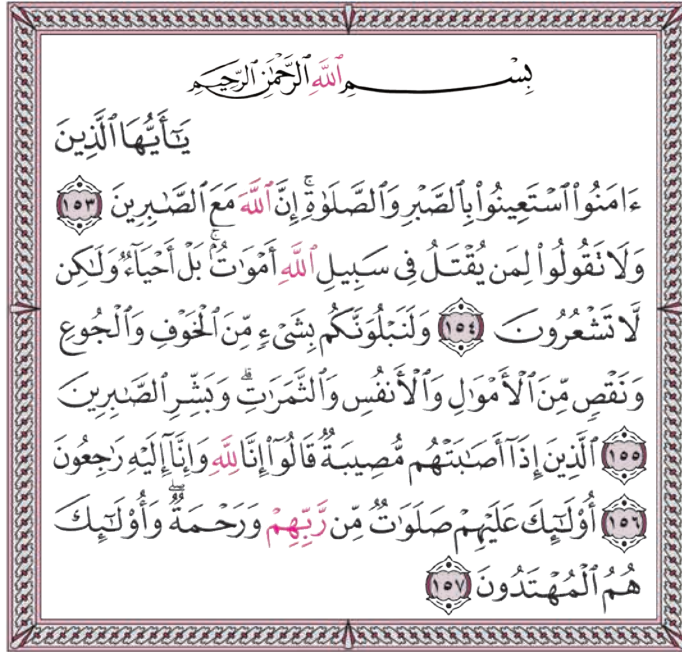 بِسْمِ ٱللَّهِ ٱلرَّحْمَٰنِ ٱلرَّحِيمِ
يَٰٓأَيُّهَا ٱلَّذِينَ
ءَامَنُوا۟ ٱسْتَعِينُوا۟ بِٱلصَّبْرِ وَٱلصَّلَوٰةِ ۚ إِنَّ ٱللَّهَ مَعَ ٱلصَّٰبِرِينَ ١٥٣
وَلَا تَقُولُوا۟ لِمَن يُقْتَلُ فِى سَبِيلِ ٱللَّهِ أَمْوَٰتٌۢ ۚ بَلْ أَحْيَآءٌ وَلَٰكِن
لَّا تَشْعُرُونَ ١٥٤ وَلَنَبْلُوَنَّكُم بِشَىْءٍ مِّنَ ٱلْخَوْفِ وَٱلْجُوعِ
وَنَقْصٍ مِّنَ ٱلْأَمْوَٰلِ وَٱلْأَنفُسِ وَٱلثَّمَرَٰتِ ۗ وَبَشِّرِ ٱلصَّٰبِرِينَ
١٥٥ ٱلَّذِينَ إِذَآ أَصَٰبَتْهُم مُّصِيبَةٌ قَالُوٓا۟ إِنَّا لِلَّهِ وَإِنَّآ إِلَيْهِ رَٰجِعُونَ
١٥٦ أُو۟لَٰٓئِكَ عَلَيْهِمْ صَلَوَٰتٌ مِّن رَّبِّهِمْ وَرَحْمَةٌ ۖ وَأُو۟لَٰٓئِكَ
هُمُ ٱلْمُهْتَدُونَ ١٥٧